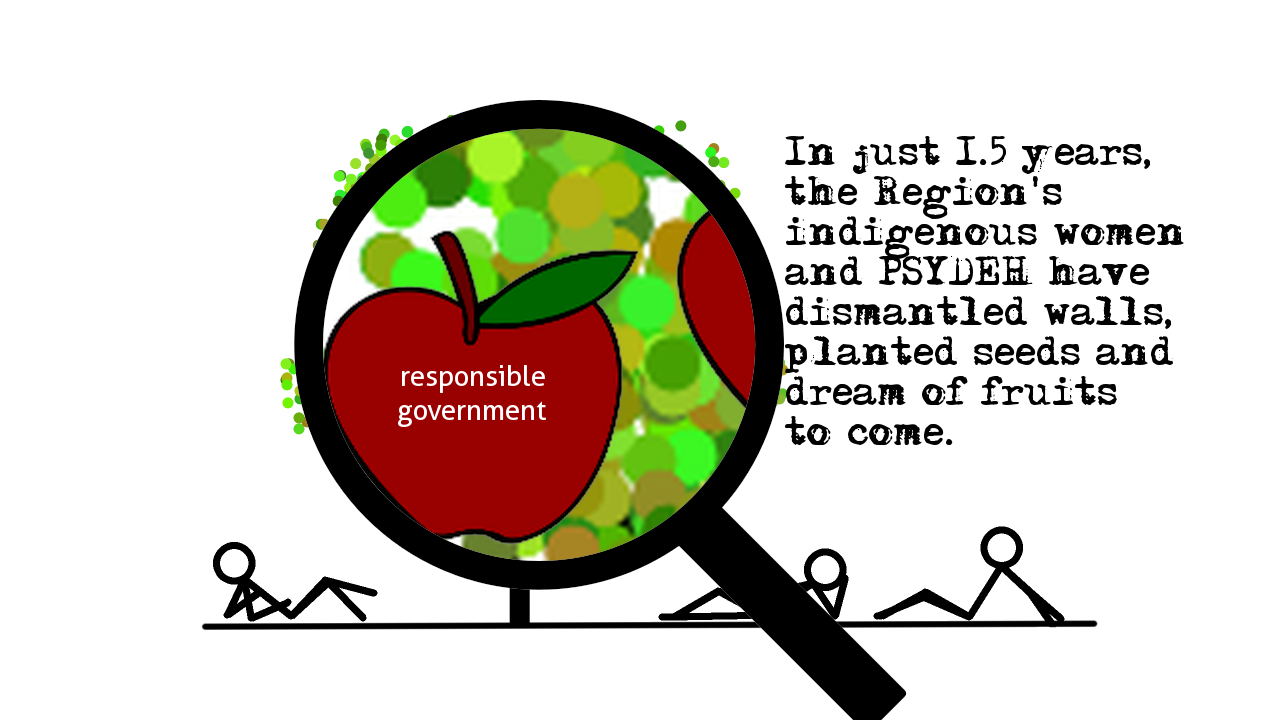 responsible
government
In just 1.5 years,
the Region's
indigenous women
and PSYDEH have
dismantled walls,
planted seeds and
dream of fruits
to come.